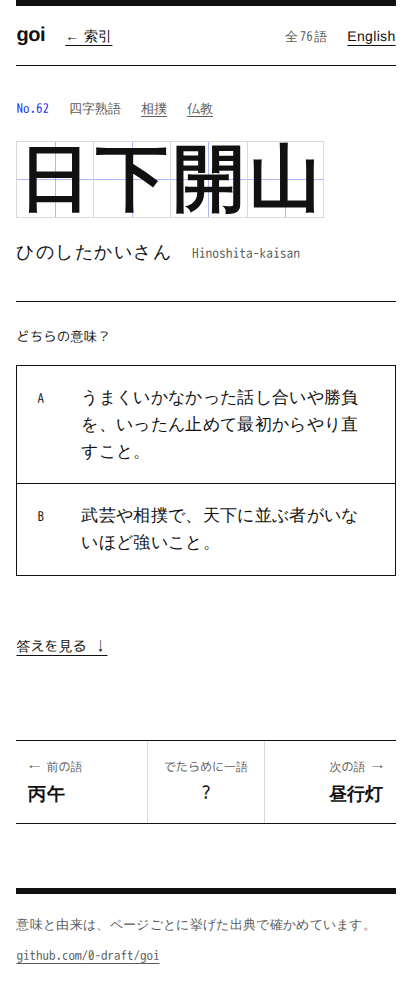 goi ← 索引 全76語 English
No.62 四字熟語 相撲 仏教
日下開山
ひのしたかいさん Hinoshita-kaisan
どちらの意味？
A うまくいかなかった話し合いや勝負
を、いったん止めて最初からやり直
すこと。
B 武芸や相撲で、天下に並ぶ者がいな
いほど強いこと。
答えを見る ↓
← 前の語 でたらめに一語 次の語 →
丙午 ? 昼行灯
意味と由来は、ページごとに挙げた出典で確かめています。
github.com/0-draft/goi